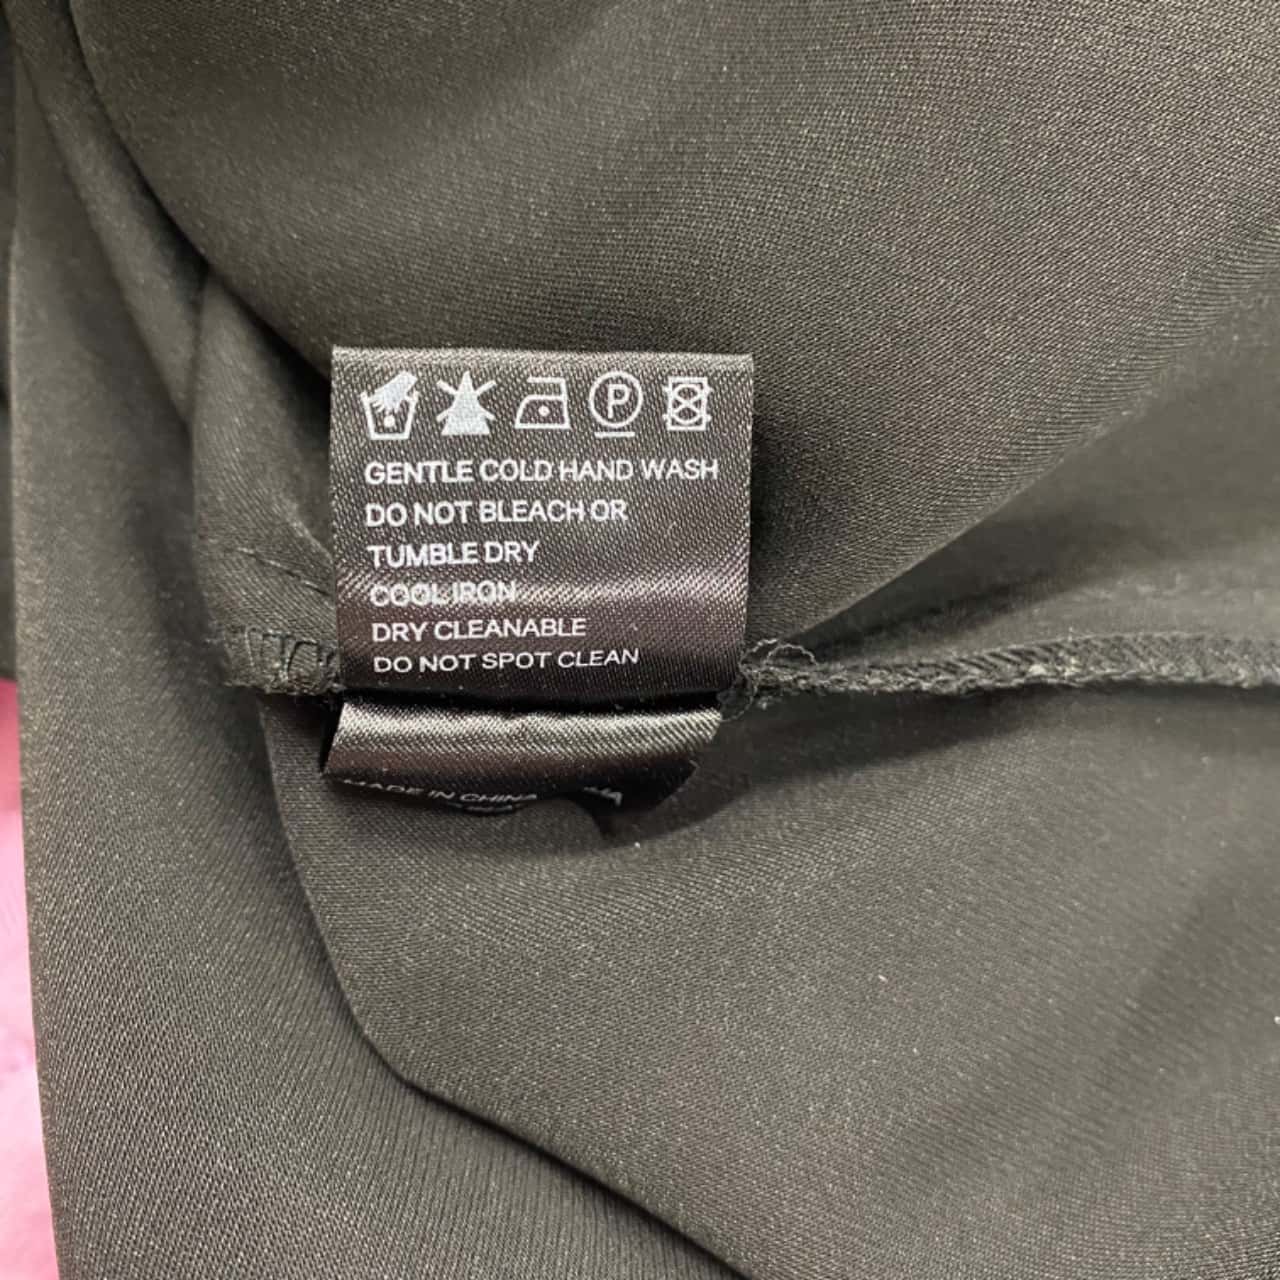 P
GENTLE COLD HAND WASH
DO NOT BLEACH OR
TUMBLE DRY
COOL IRON
DRY CLEANABLE
DO NOT SPOT CLEAN
MADE IN CHINA